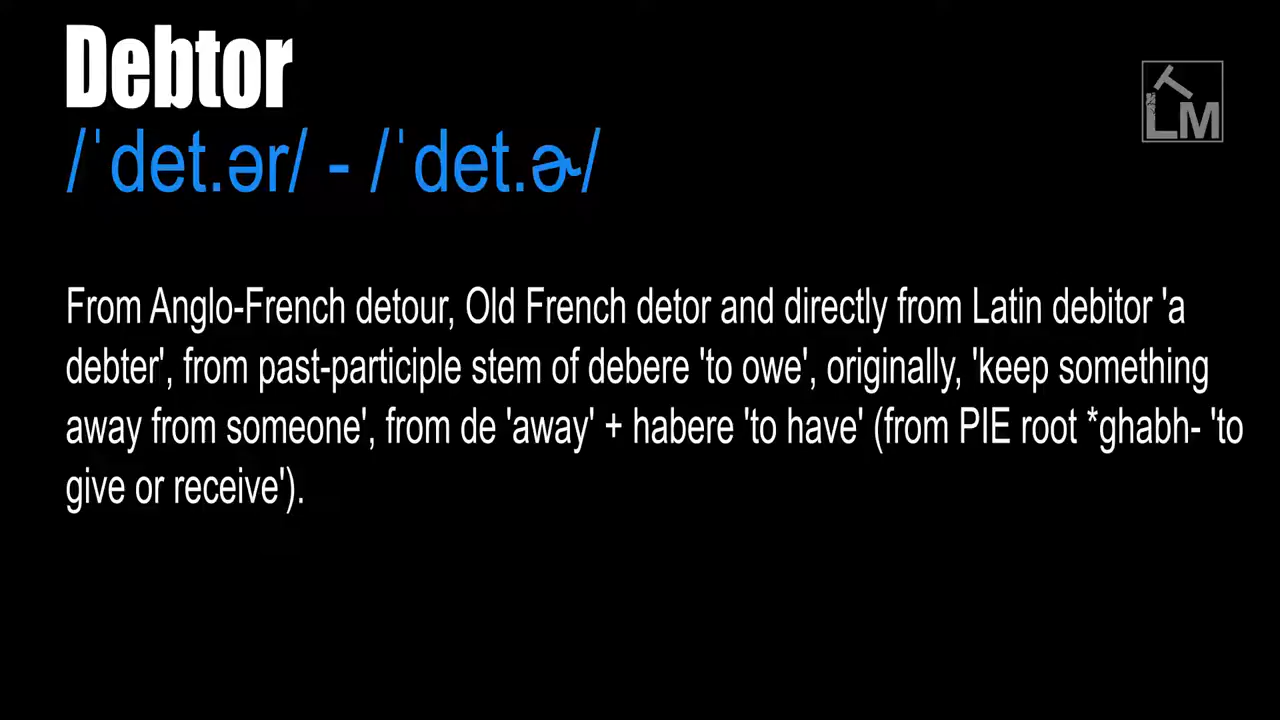 Debtor
/ˈdet.ər/ - /ˈdet.ɚ/
LTM
From Anglo-French detour, Old French detor and directly from Latin debitor 'a
debter', from past-participle stem of debere 'to owe', originally, 'keep something
away from someone', from de 'away' + habere 'to have' (from PIE root *ghabh- 'to
give or receive').